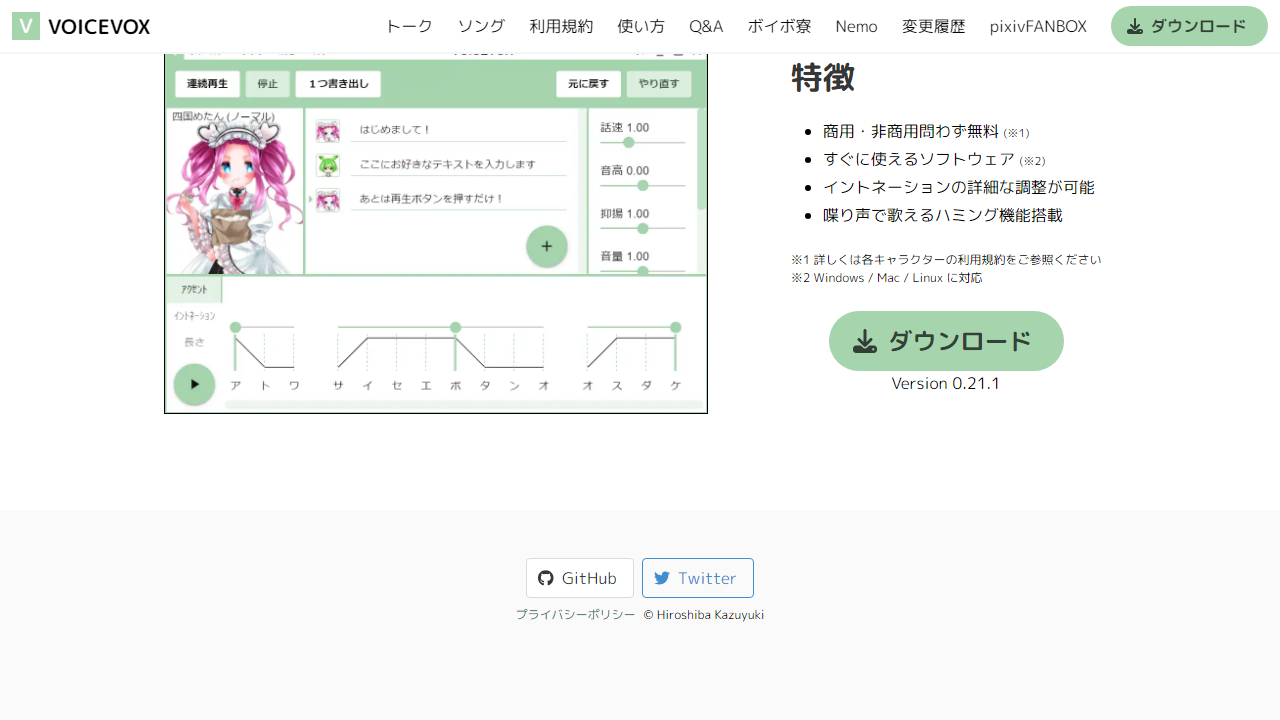 V VOICEVOX
トーク ソング 利用規約 使い方 Q&A ボイボ寮 Nemo 変更履歴 pixivFANBOX ダウンロード
連続再生 停止 1つ書き出し 元に戻す やり直す
四国めたん (ノーマル)
はじめまして！
ここにお好きなテキストを入力します
あとは再生ボタンを押すだけ！
話速 1.00
音高 0.00
抑揚 1.00
音量 1.00
アクセント
イントネーション
長さ
ア ト ワ サ イ セ エ ボ タ ン オ オ ス ダ ケ
特徴
商用・非商用問わず無料 (※1)
すぐに使えるソフトウェア (※2)
イントネーションの詳細な調整が可能
喋り声で歌えるハミング機能搭載
※1 詳しくは各キャラクターの利用規約をご参照ください
※2 Windows / Mac / Linux に対応
ダウンロード
Version 0.21.1
GitHub Twitter
プライバシーポリシー © Hiroshiba Kazuyuki